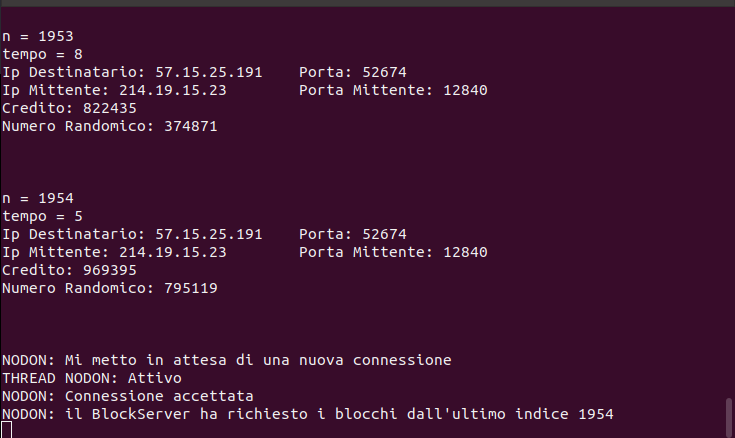 n = 1953
tempo = 8
Ip Destinatario: 57.15.25.191    Porta: 52674
Ip Mittente: 214.19.15.23        Porta Mittente: 12840
Credito: 822435
Numero Randomico: 374871
n = 1954
tempo = 5
Ip Destinatario: 57.15.25.191    Porta: 52674
Ip Mittente: 214.19.15.23        Porta Mittente: 12840
Credito: 969395
Numero Randomico: 795119
NODON: Mi metto in attesa di una nuova connessione
THREAD NODON: Attivo
NODON: Connessione accettata
NODON: il BlockServer ha richiesto i blocchi dall'ultimo indice 1954